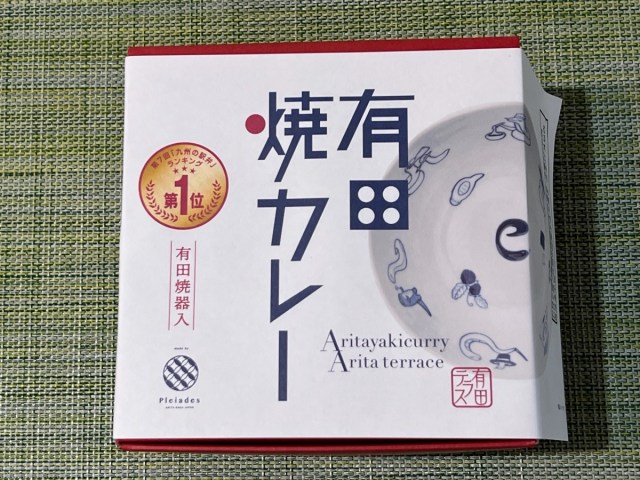 有田
焼カレー
第7回「九州の駅弁」
ランキング
第1位
有田焼器入
Aritayakicurry
Arita terrace
有田
テラス
Pleiades